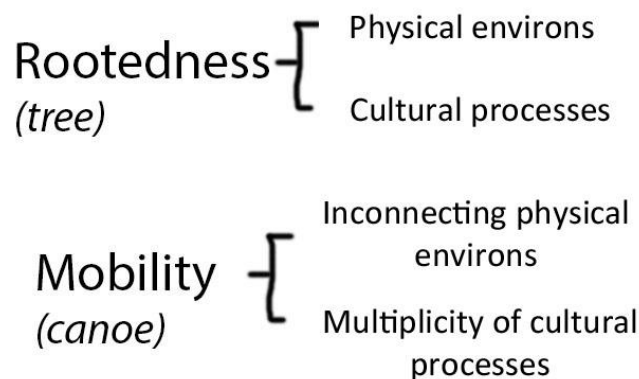 Rootedness
(tree)
Physical environs
Cultural processes
Mobility
(canoe)
Inconnecting physical
environs
Multiplicity of cultural
processes